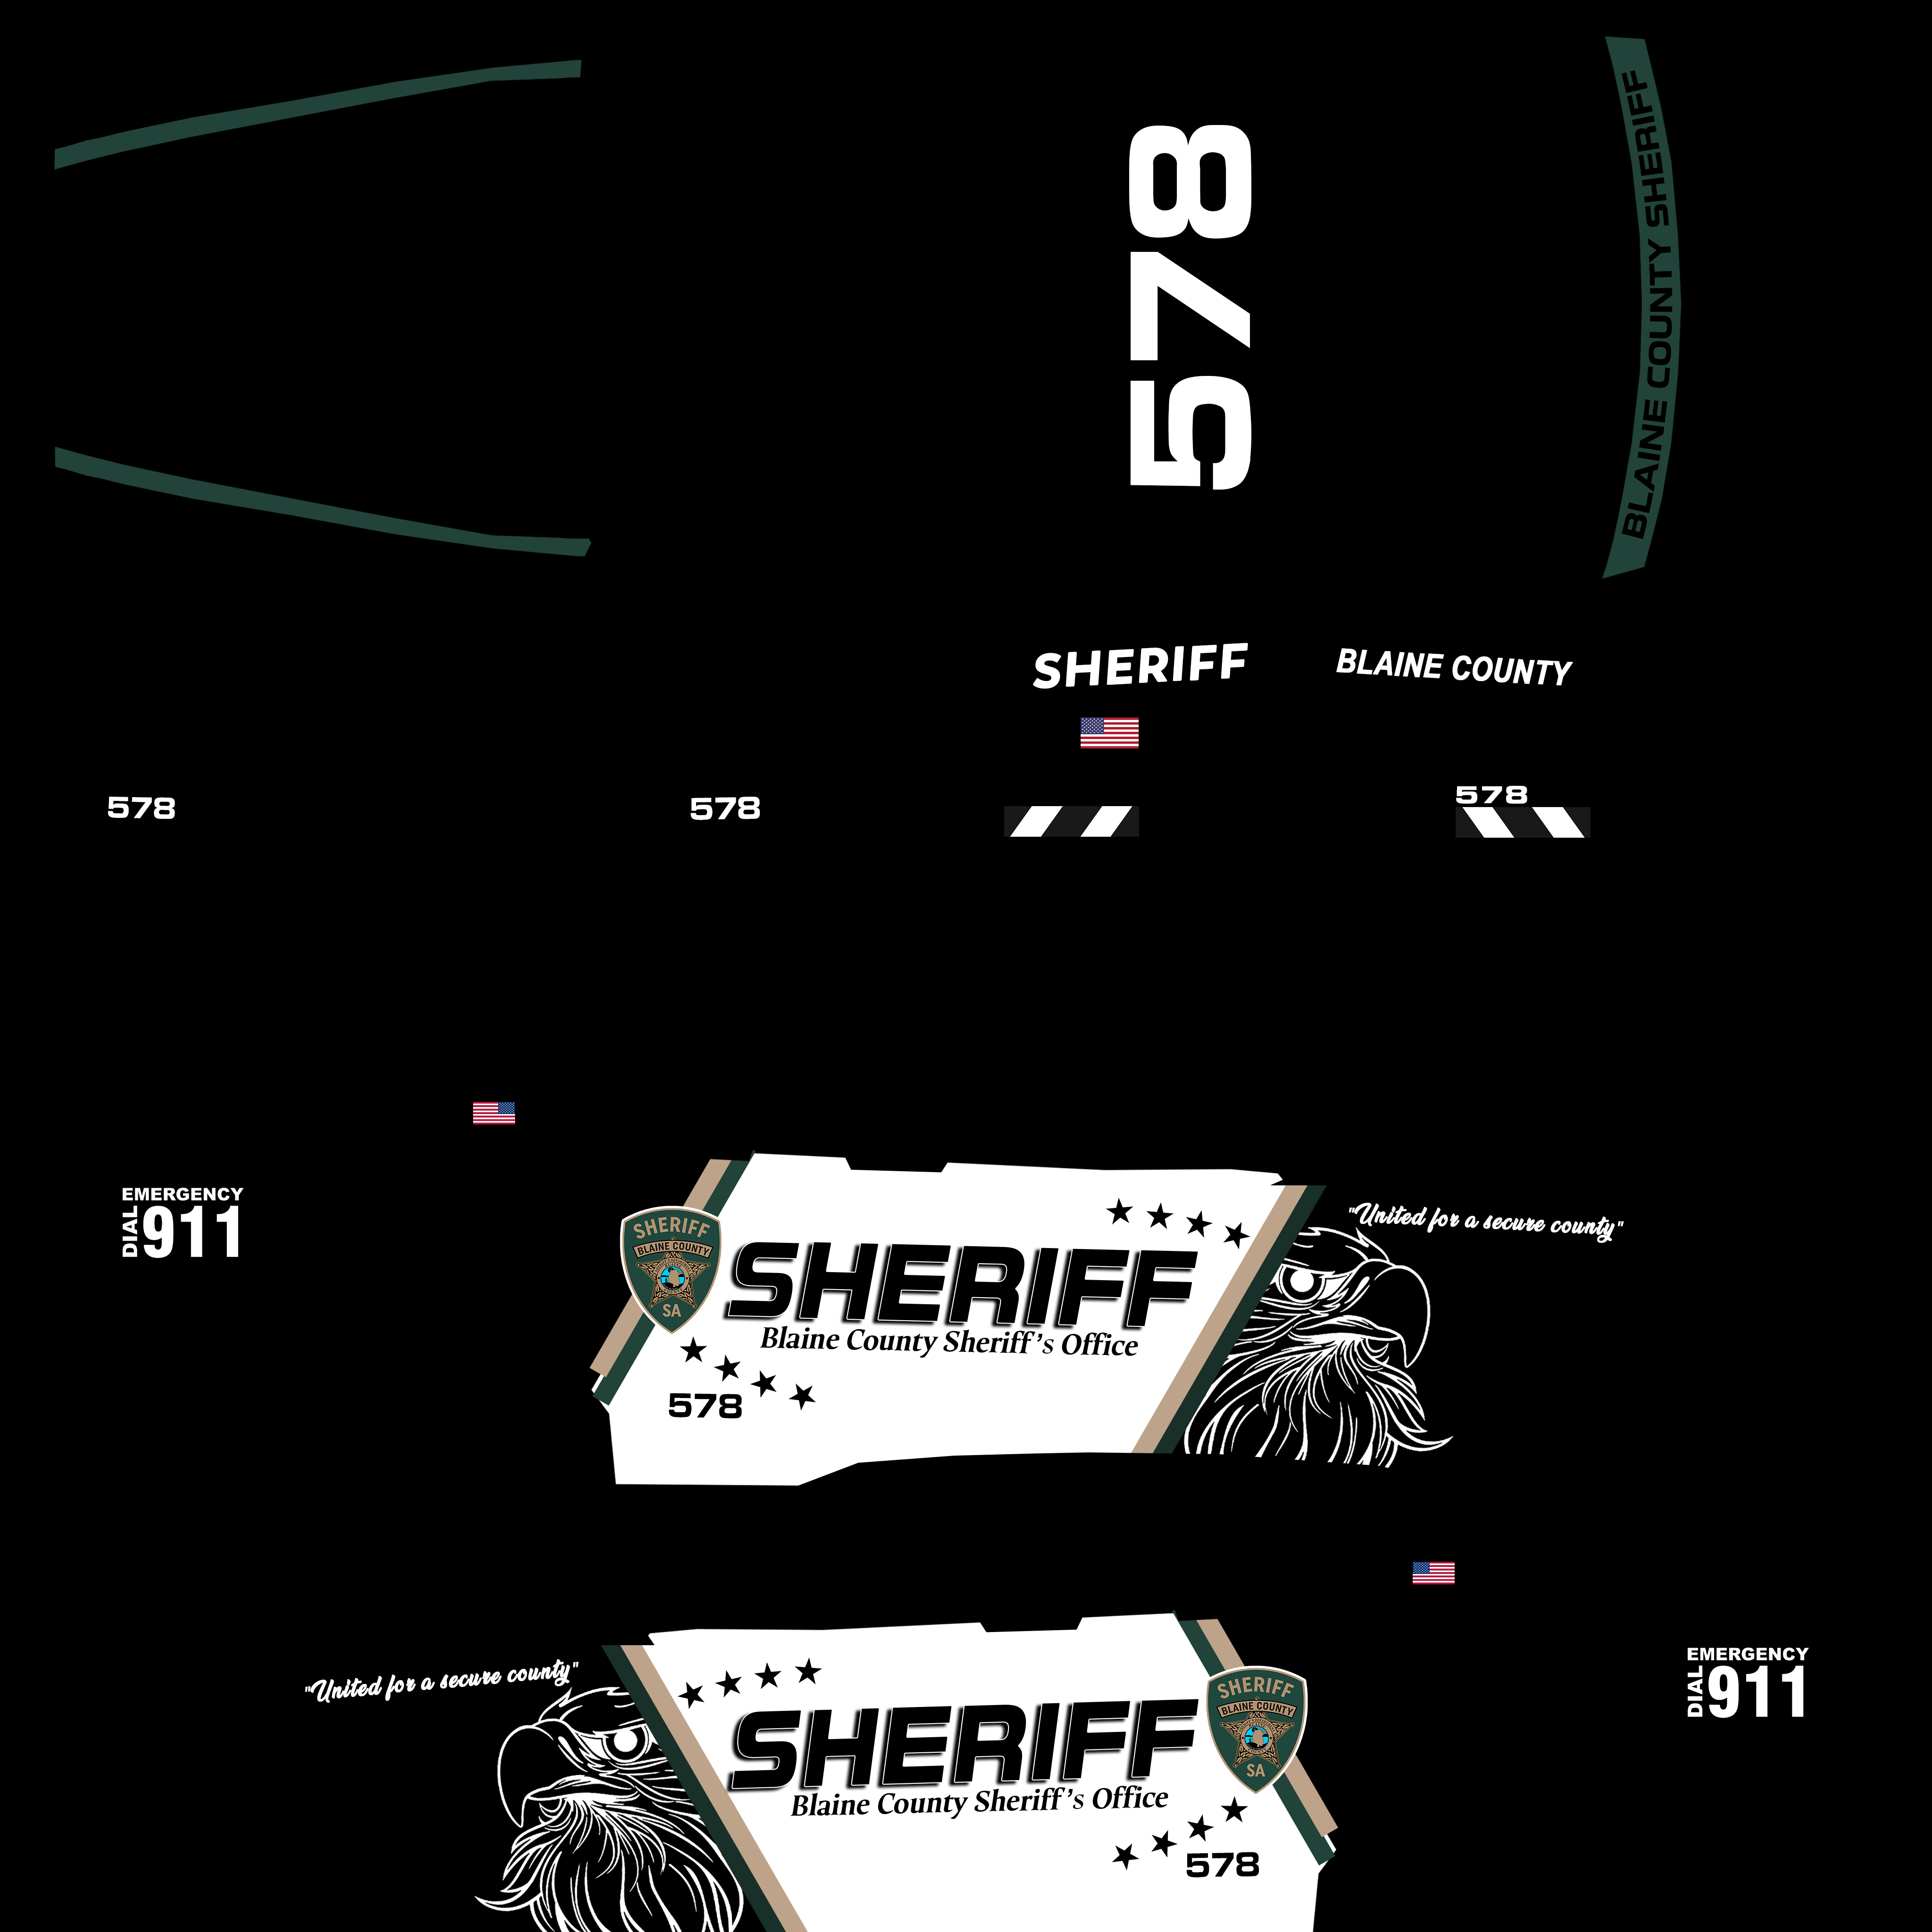 578
BLAINE COUNTY SHERIFF
SHERIFF
BLAINE COUNTY
578
578
578
EMERGENCY
DIAL
911
SHERIFF
BLAINE COUNTY
SA
SHERIFF
Blaine County Sheriff's Office
578
"United for a secure county"
"United for a secure county"
SHERIFF
Blaine County Sheriff's Office
SHERIFF
BLAINE COUNTY
SA
578
EMERGENCY
DIAL
911